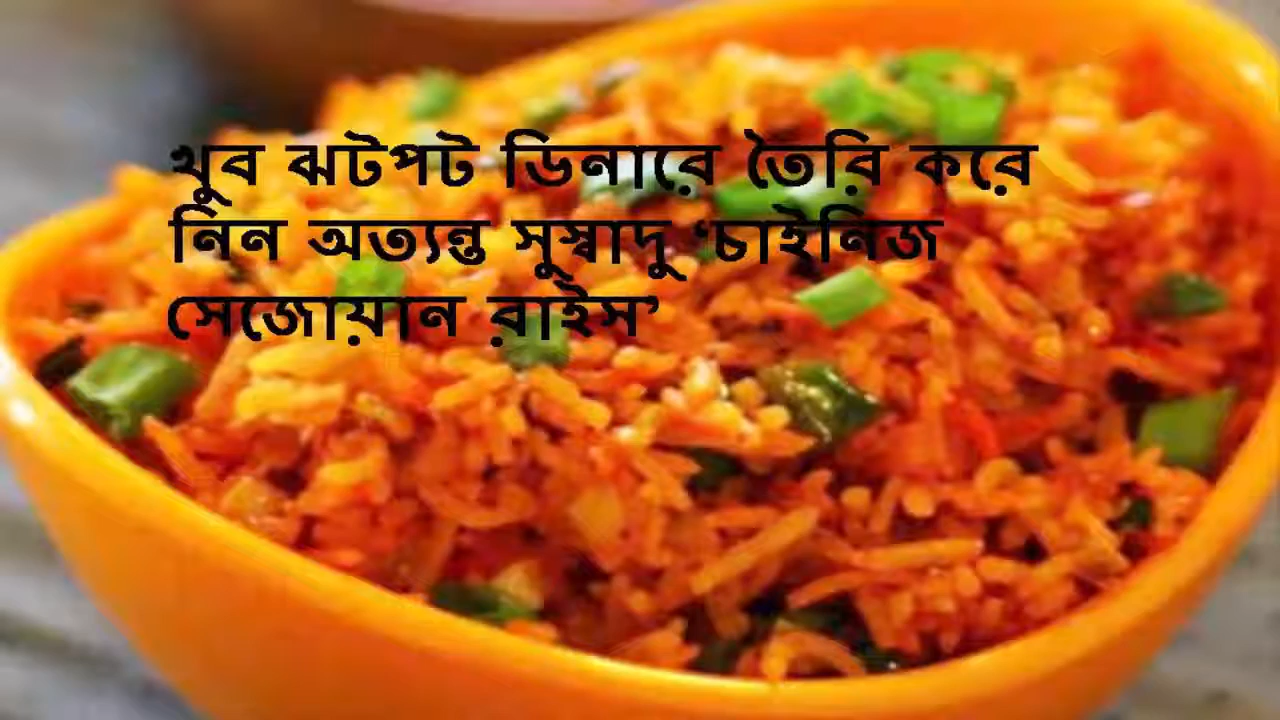 খুব ঝটপট ডিনারে তৈরি করে
নিন অত্যন্ত সুস্বাদু ‘চাইনিজ
সেজোয়ান রাইস’